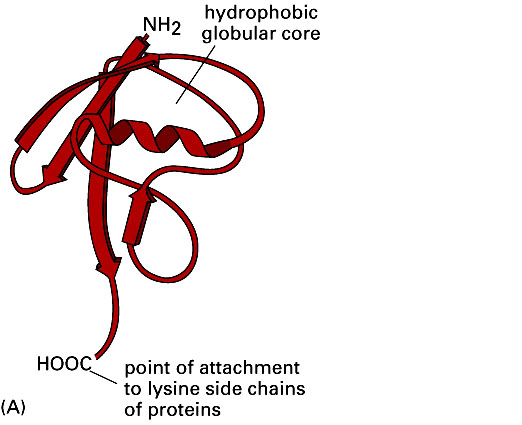 hydrophobic
globular core
NH2
HOOC
point of attachment
to lysine side chains
of proteins
(A)